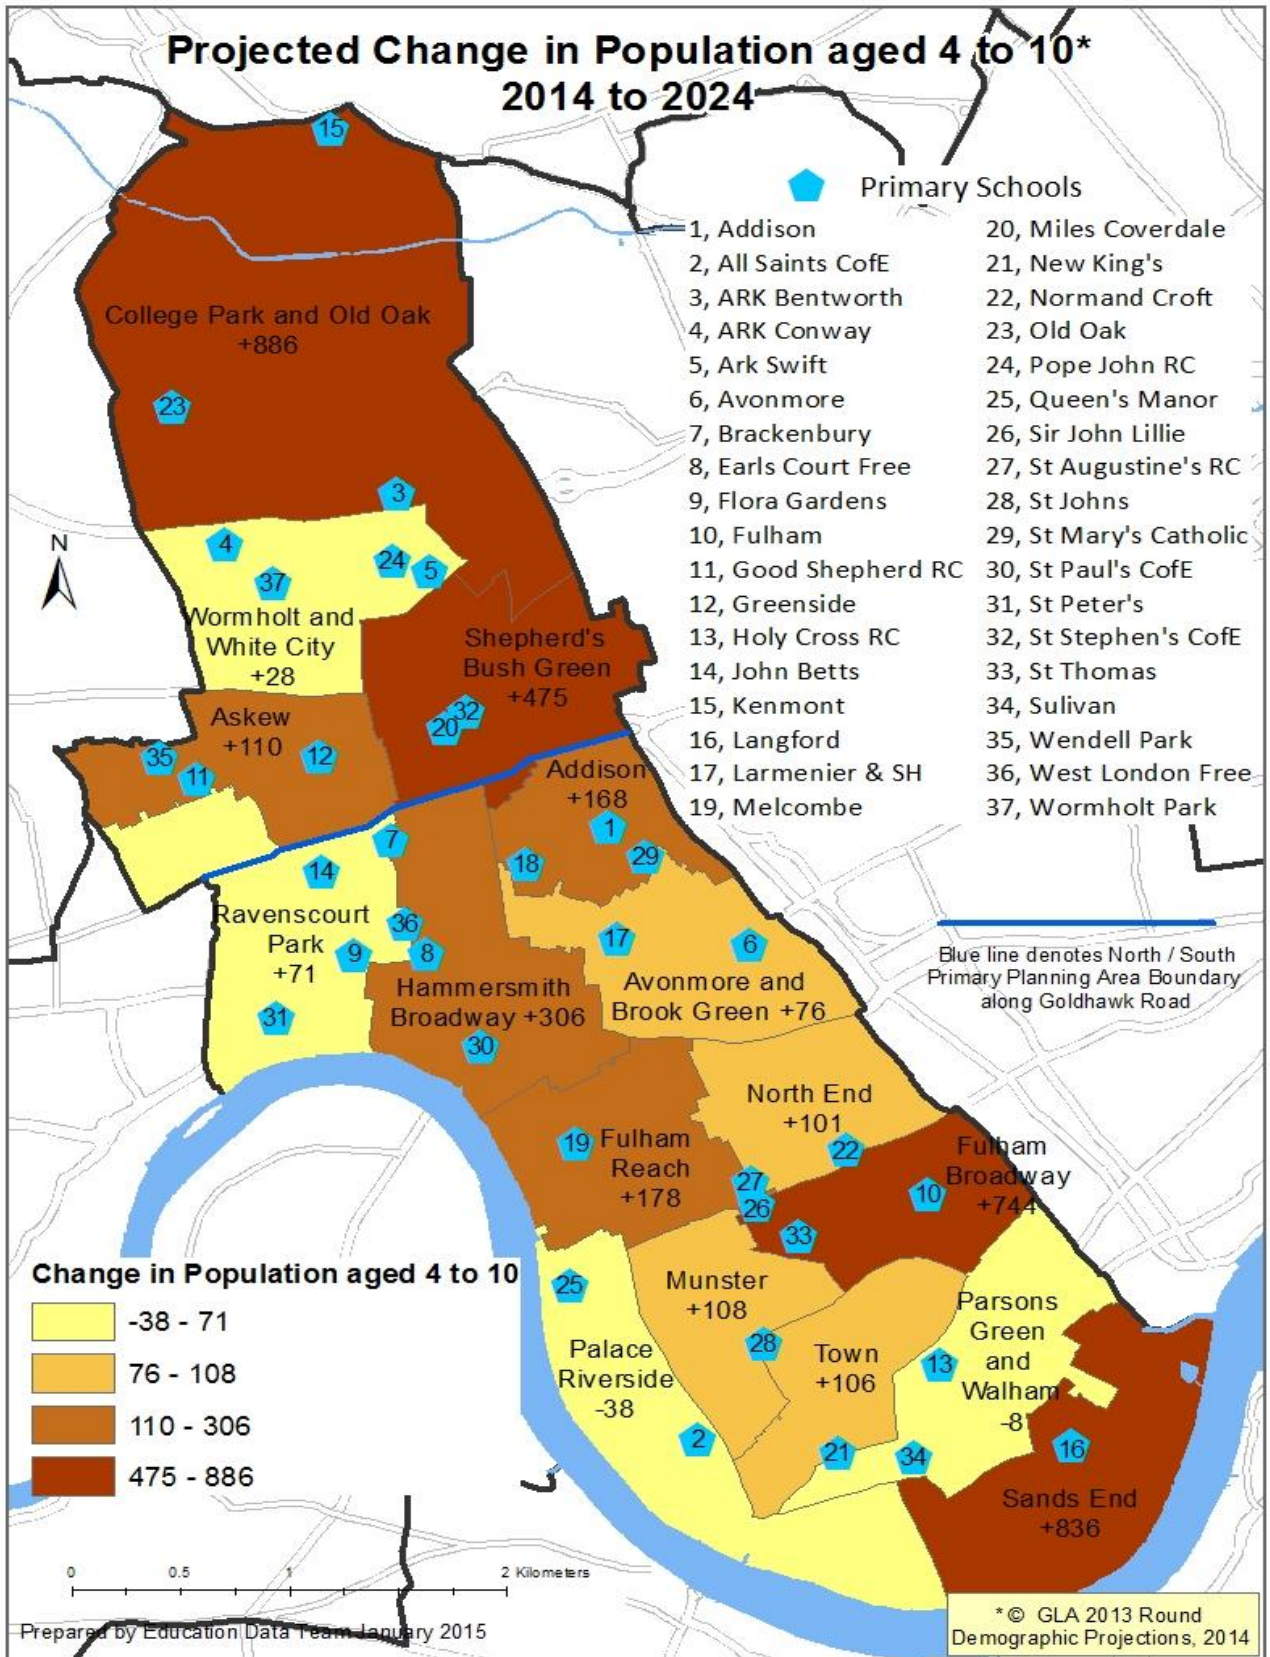 Projected Change in Population aged 4 to 10*
2014 to 2024
Primary Schools
1, Addison
2, All Saints CofE
3, ARK Bentworth
4, ARK Conway
5, Ark Swift
6, Avonmore
7, Brackenbury
8, Earls Court Free
9, Flora Gardens
10, Fulham
11, Good Shepherd RC
12, Greenside
13, Holy Cross RC
14, John Betts
15, Kenmont
16, Langford
17, Larmenier & SH
19, Melcombe
20, Miles Coverdale
21, New King's
22, Normand Croft
23, Old Oak
24, Pope John RC
25, Queen's Manor
26, Sir John Lillie
27, St Augustine's RC
28, St Johns
29, St Mary's Catholic
30, St Paul's CofE
31, St Peter's
32, St Stephen's CofE
33, St Thomas
34, Sulivan
35, Wendell Park
36, West London Free
37, Wormholt Park
15
College Park and Old Oak
+886
23
3
4
24
5
37
N
Wormholt and
White City
+28
Shepherd's
Bush Green
+475
32
20
Askew
+110
35
11
12
Addison
+168
1
18
29
7
14
Ravenscourt
Park
+71
36
9
8
31
17
6
Avonmore and
Brook Green +76
Hammersmith
Broadway +306
30
Blue line denotes North / South
Primary Planning Area Boundary
along Goldhawk Road
North End
+101
22
19
Fulham
Reach
+178
27
26
33
10
Fulham
Broadway
+744
25
Munster
+108
28
Palace
Riverside
-38
2
Town
+106
21
13
34
Parsons
Green
and
Walham
-8
16
Sands End
+836
Change in Population aged 4 to 10
-38 - 71
76 - 108
110 - 306
475 - 886
0 0.5 1 2 Kilometers
Prepared by Education Data Team January 2015
*© GLA 2013 Round
Demographic Projections, 2014